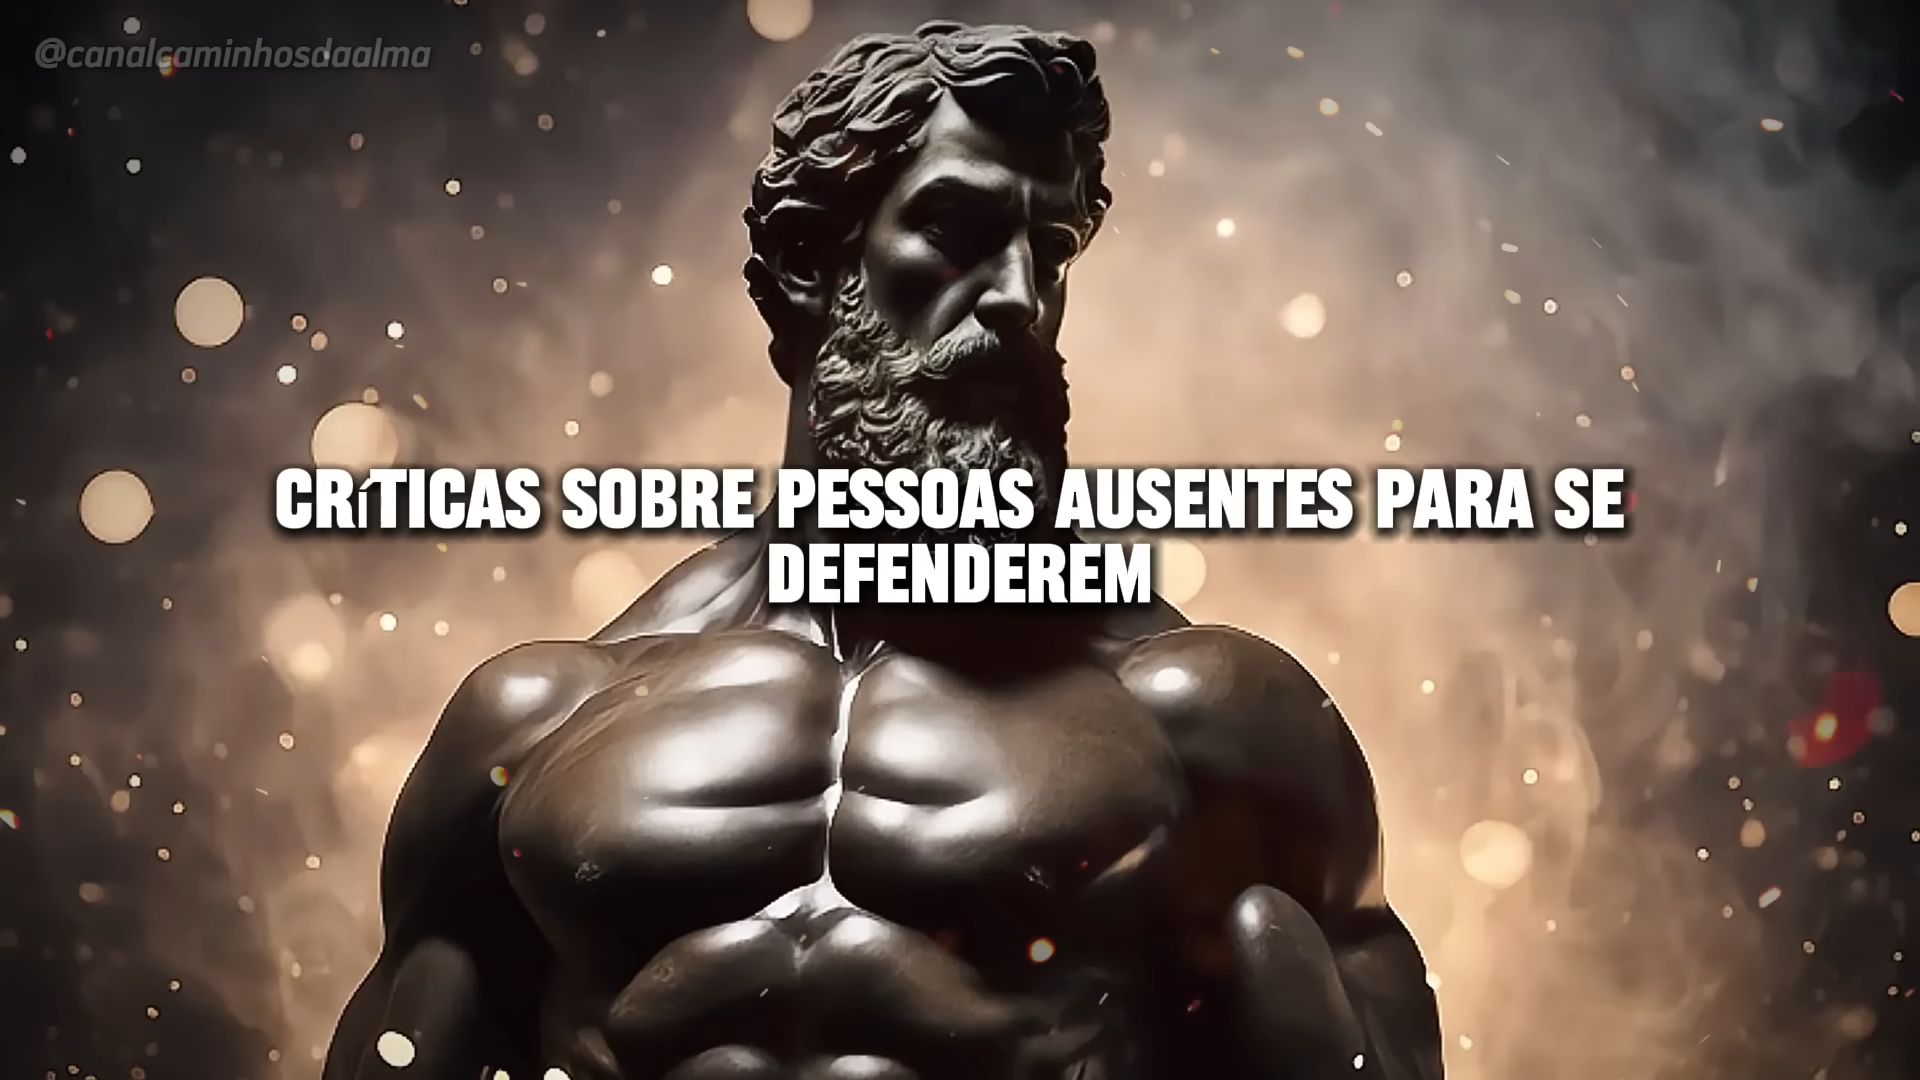 @canalcaminhosdaalma
CRíTICAS SOBRE PESSOAS AUSENTES PARA SE
DEFENDEREM